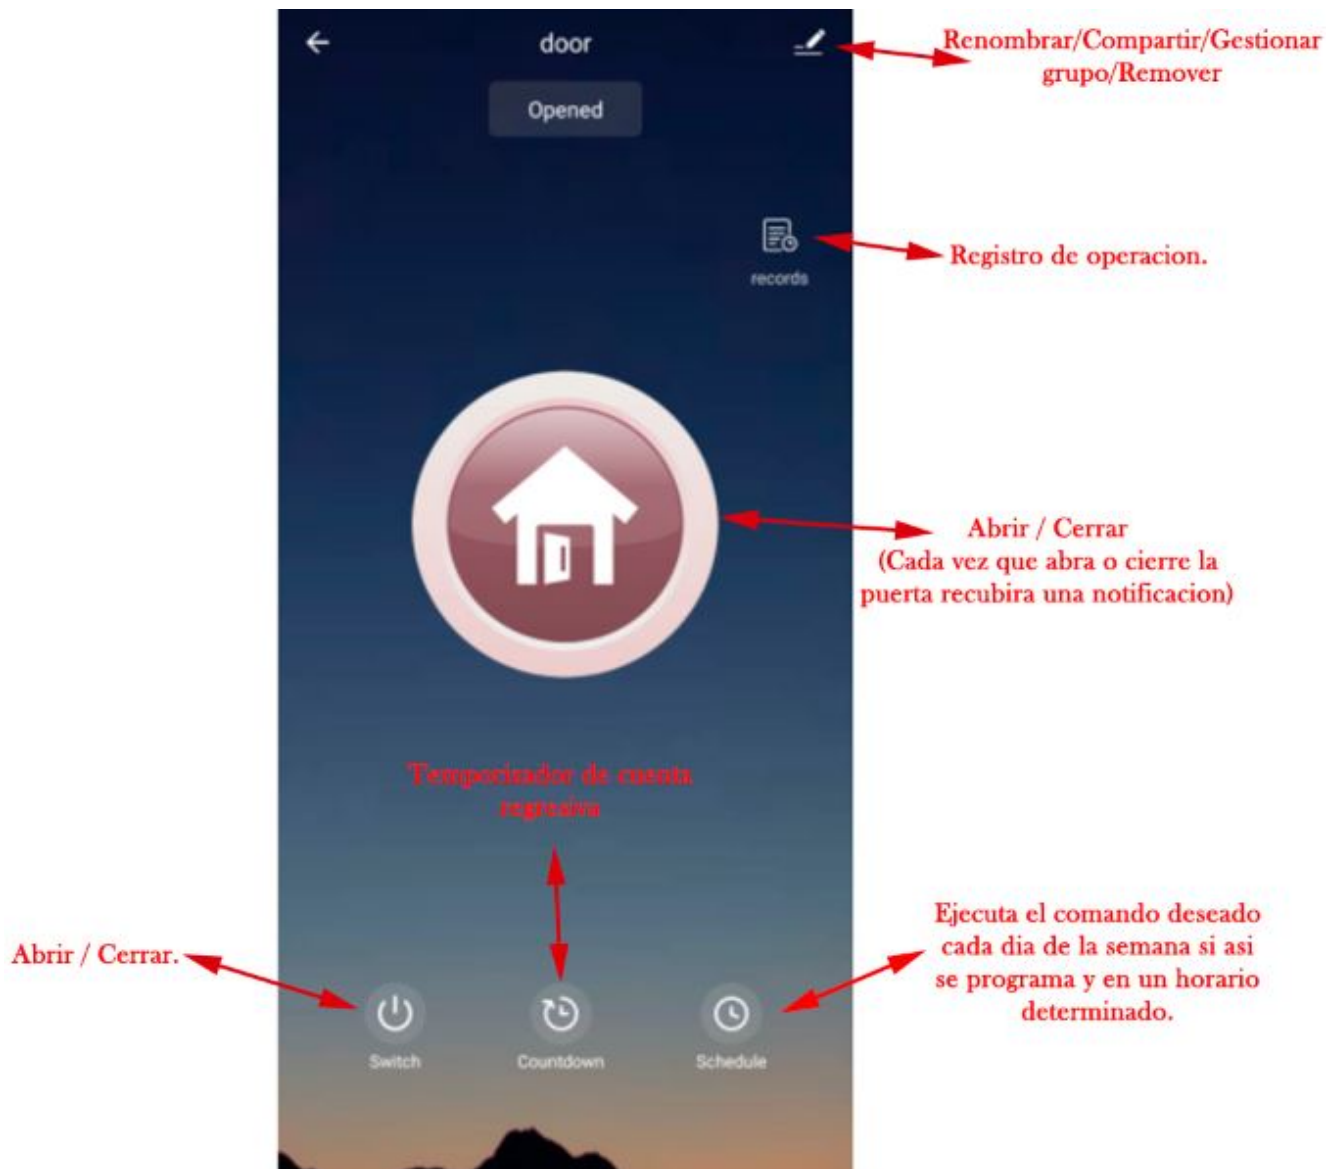 door
Renombrar/Compartir/Gestionar
grupo/Remover
Opened
records
Registro de operacion.
Abrir / Cerrar
(Cada vez que abra o cierre la
puerta recubira una notificacion)
Temporizador de cuenta
regresiva
Abrir / Cerrar.
Ejecuta el comando deseado
cada dia de la semana si asi
se programa y en un horario
determinado.
Switch
Countdown
Schedule